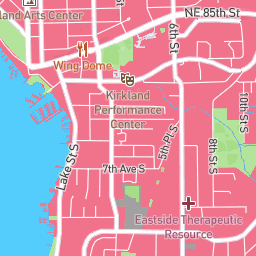 NE 85th St
land Arts Center
6th St
Wing Dome
Kirkland
Performance
Center
10th St S
5th Pl S
8th St S
Lake St S
7th Ave S
Eastside Therapeutic
Resource